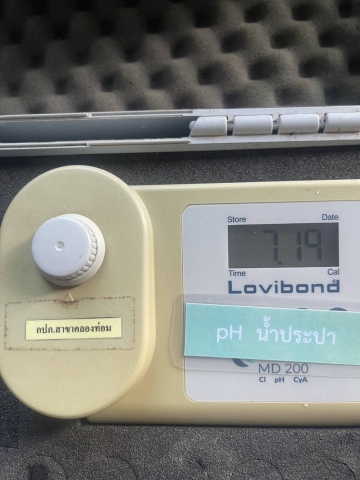 Store Date
7.19
Time Cal
Lovibond
กปภ.สาขาคลองท่อม
pH น้ำประปา
MD 200
Cl pH CyA